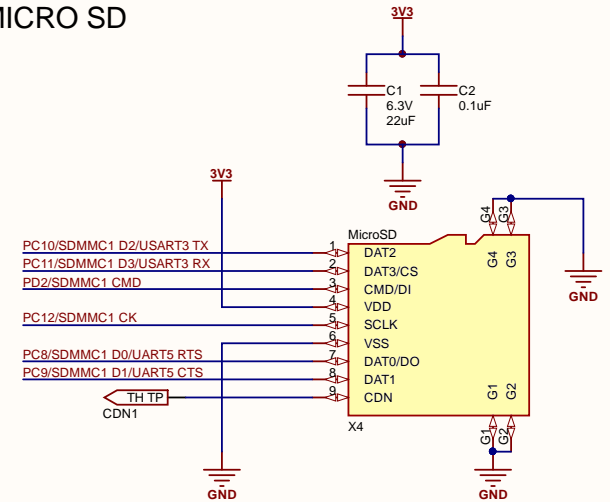 MICRO SD
3V3
C1
6.3V
22uF
C2
0.1uF
GND
3V3
MicroSD
G4
G3
G4
G3
GND
PC10/SDMMC1 D2/USART3 TX
1
DAT2
PC11/SDMMC1 D3/USART3 RX
2
DAT3/CS
PD2/SDMMC1 CMD
3
CMD/DI
4
VDD
PC12/SDMMC1 CK
5
SCLK
6
VSS
PC8/SDMMC1 D0/UART5 RTS
7
DAT0/DO
PC9/SDMMC1 D1/UART5 CTS
8
DAT1
TH TP
9
CDN
CDN1
G1
G2
X4
G1
G2
GND
GND